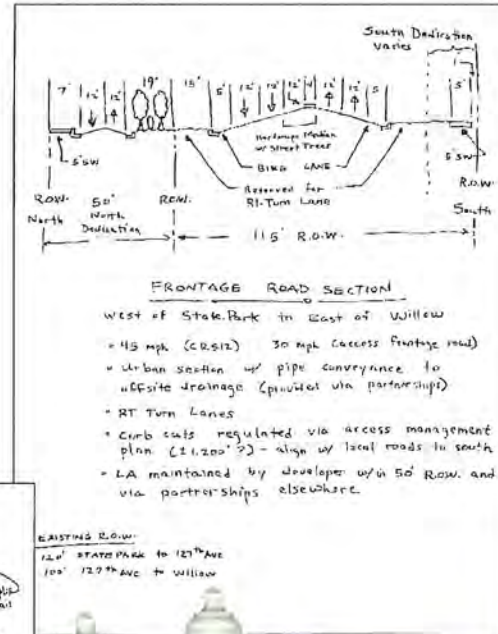 South Dedication
varies
7' 12' 12' 19' 15' 5' 12' 12' 12' 4' 12' 12' 5 5'
Hardscape Median
w/ Street Trees
5' SW
BIKE LANE
5' SW
Reserved for
Rt-Turn Lane
R.O.W.
North
50'
North
Dedication
R.O.W.
115' R.O.W.
R.O.W.
South
FRONTAGE ROAD SECTION
West of State Park to East of Willow
• 45 mph (CR512) 30 mph (access frontage road)
• Urban section w/ pipe conveyance to
offsite drainage (provided via partnerships)
• RT Turn Lanes
• Curb cuts regulated via access management
plan (±1,200'?) - align w/ local roads to south
• LA maintained by developer w/in 50' R.O.W. and
via partnerships elsewhere
EXISTING R.O.W.
120' STATE PARK to 127th AVE
100' 127th AVE to Willow